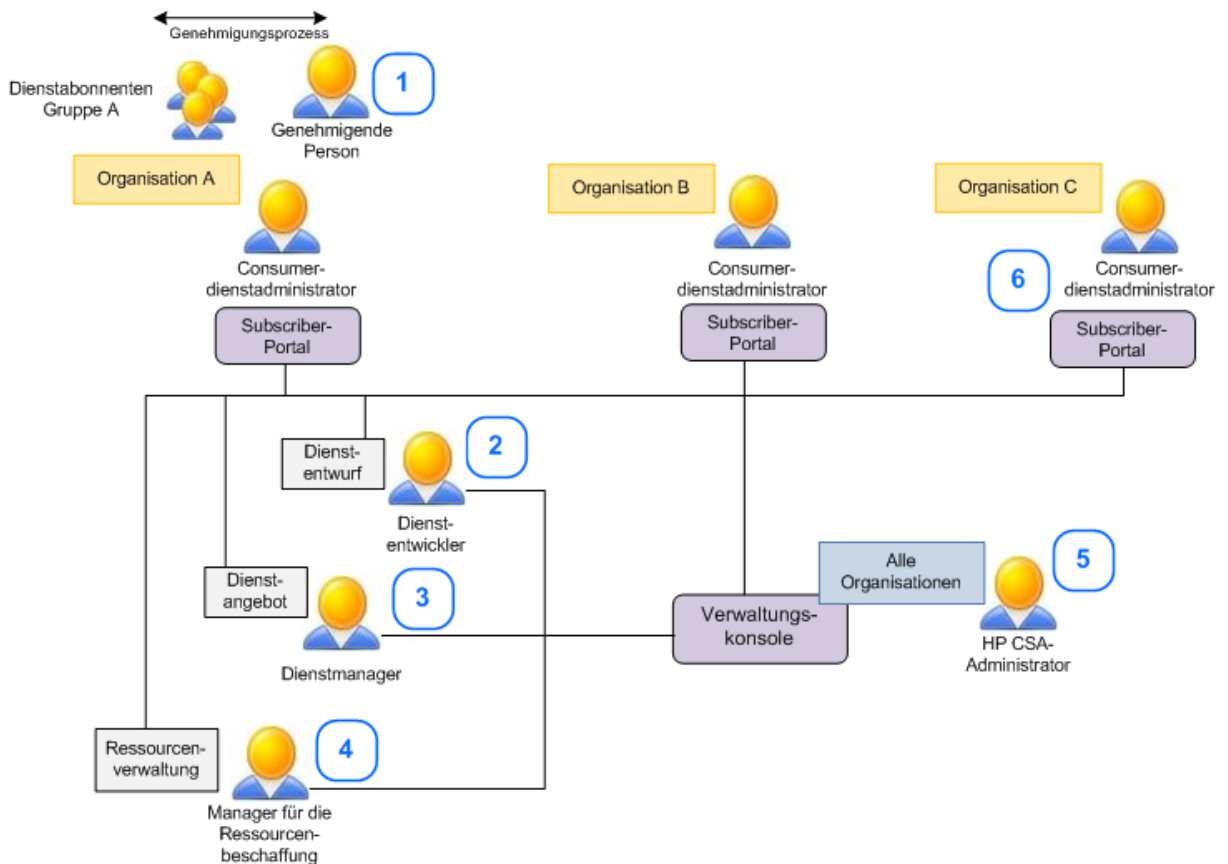 Genehmigungsprozess
Dienstabonnenten
Gruppe A
1
Genehmigende
Person
Organisation A
Organisation B
Organisation C
Consumer-
dienstadministrator
Consumer-
dienstadministrator
6
Consumer-
dienstadministrator
Subscriber-
Portal
Subscriber-
Portal
Subscriber-
Portal
Dienst-
entwurf
2
Dienst-
entwickler
Dienst-
angebot
3
Dienstmanager
Alle
Organisationen
5
Verwaltungs-
konsole
HP CSA-
Administrator
Ressourcen-
verwaltung
4
Manager für die
Ressourcen-
beschaffung